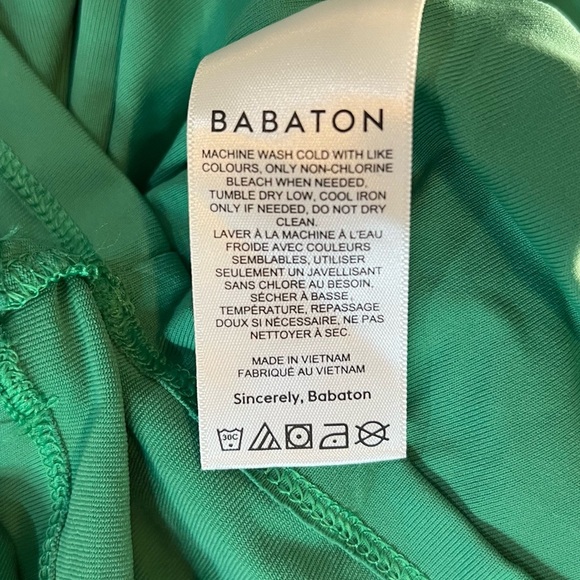 BABATON
MACHINE WASH COLD WITH LIKE
COLOURS, ONLY NON-CHLORINE
BLEACH WHEN NEEDED,
TUMBLE DRY LOW, COOL IRON
ONLY IF NEEDED, DO NOT DRY
CLEAN.
LAVER À LA MACHINE À L'EAU
FROIDE AVEC COULEURS
SEMBLABLES, UTILISER
SEULEMENT UN JAVELLISANT
SANS CHLORE AU BESOIN.
SÉCHER À BASSE,
TEMPÉRATURE, REPASSAGE
DOUX SI NÉCESSAIRE, NE PAS
NETTOYER À SEC.
MADE IN VIETNAM
FABRIQUÉ AU VIETNAM
Sincerely, Babaton
30C